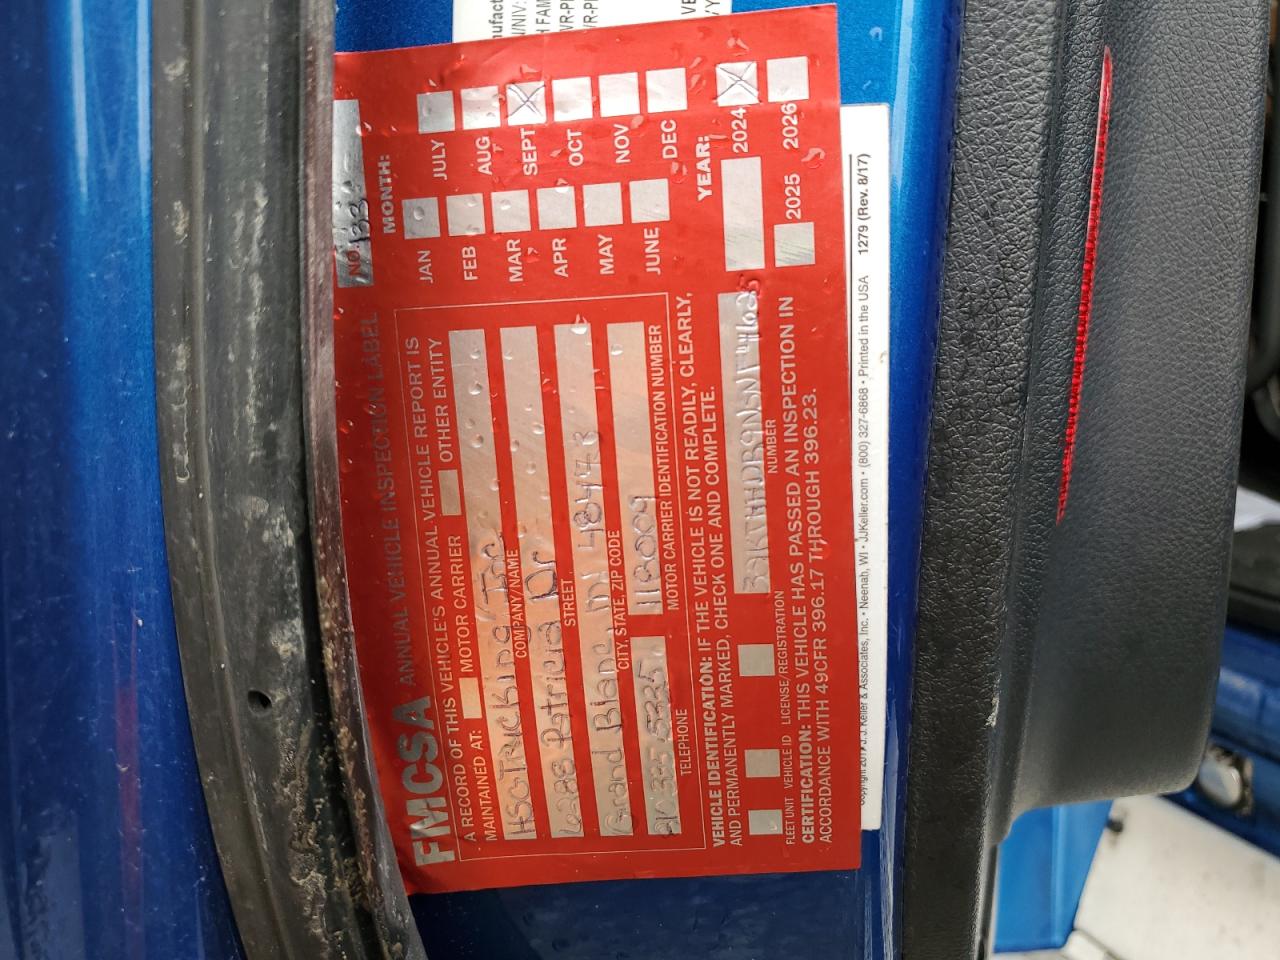 FMCSA ANNUAL VEHICLE INSPECTION LABEL
NO. 133
A RECORD OF THIS VEHICLE'S ANNUAL VEHICLE REPORT IS
MAINTAINED AT: MOTOR CARRIER OTHER ENTITY
HSGTrucking Inc
COMPANY/NAME
6288 Patricia Dr
STREET
Grand Blanc, MI 48473
CITY, STATE, ZIP CODE
5335
TELEPHONE
MOTOR CARRIER IDENTIFICATION NUMBER
VEHICLE IDENTIFICATION: IF THE VEHICLE IS NOT READILY, CLEARLY,
AND PERMANENTLY MARKED, CHECK ONE AND COMPLETE.
FLEET UNIT VEHICLE ID LICENSE/REGISTRATION NUMBER
CERTIFICATION: THIS VEHICLE HAS PASSED AN INSPECTION IN
ACCORDANCE WITH 49CFR 396.17 THROUGH 396.23.
MONTH:
JAN JULY
FEB AUG
MAR SEPT X
APR OCT
MAY NOV
JUNE DEC
YEAR:
2024 X
2025 2026
J. J. Keller & Associates, Inc. • Neenah, WI • JJKeller.com • (800) 327-6868 • Printed in the USA 1279 (Rev. 8/17)